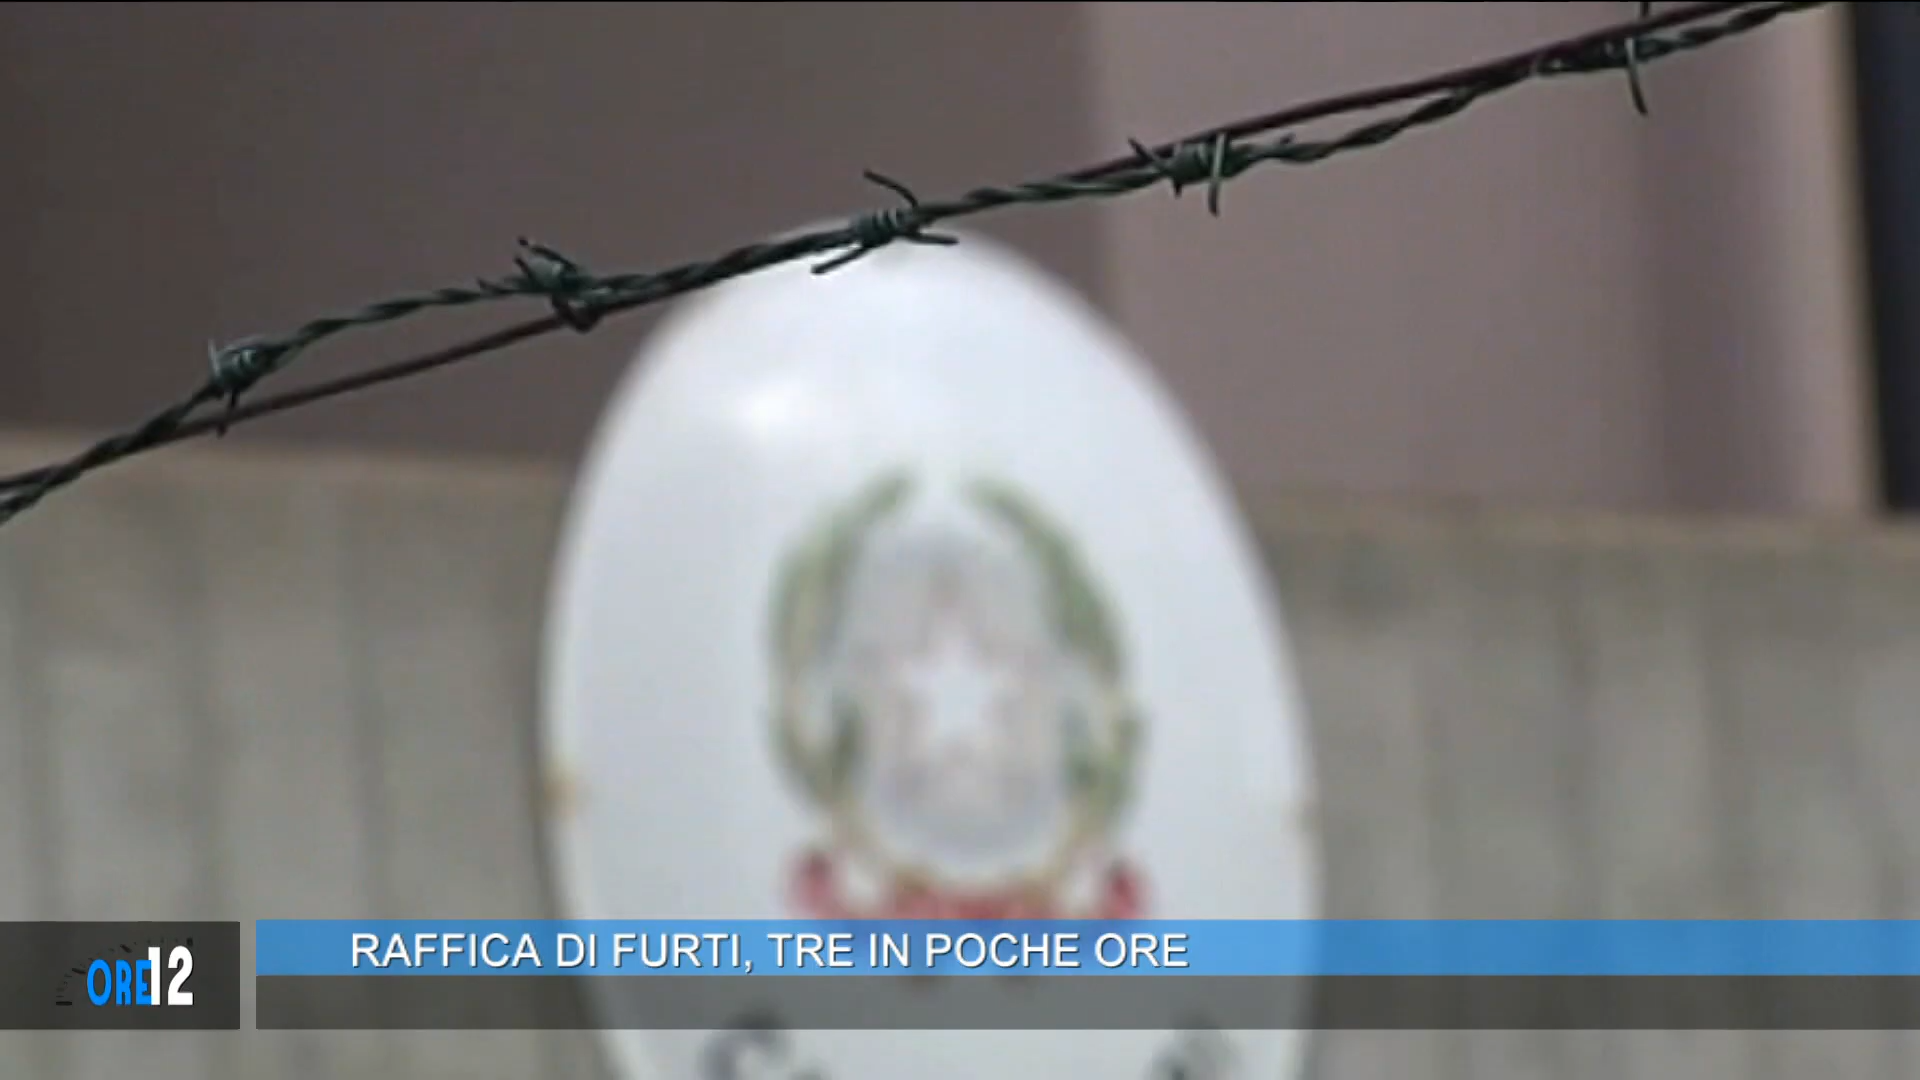 RAFFICA DI FURTI, TRE IN POCHE ORE
ORE12